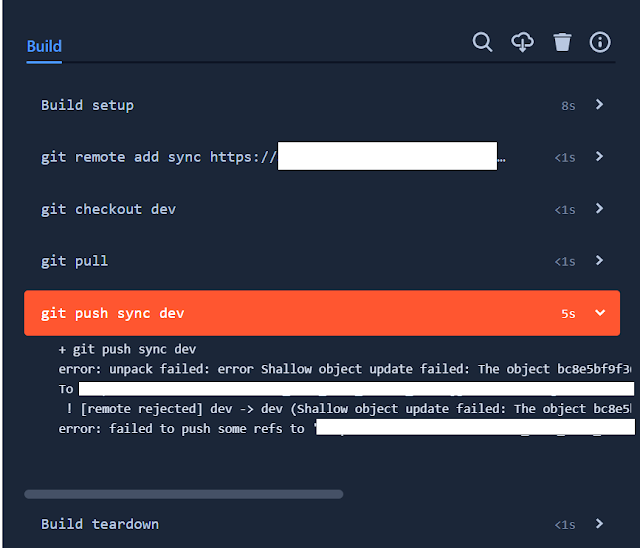 Build
Build setup 8s
git remote add sync https:// … <1s
git checkout dev <1s
git pull <1s
git push sync dev 5s
+ git push sync dev
error: unpack failed: error Shallow object update failed: The object bc8e5bf9f3
To
! [remote rejected] dev -> dev (Shallow object update failed: The object bc8e5
error: failed to push some refs to '
Build teardown <1s